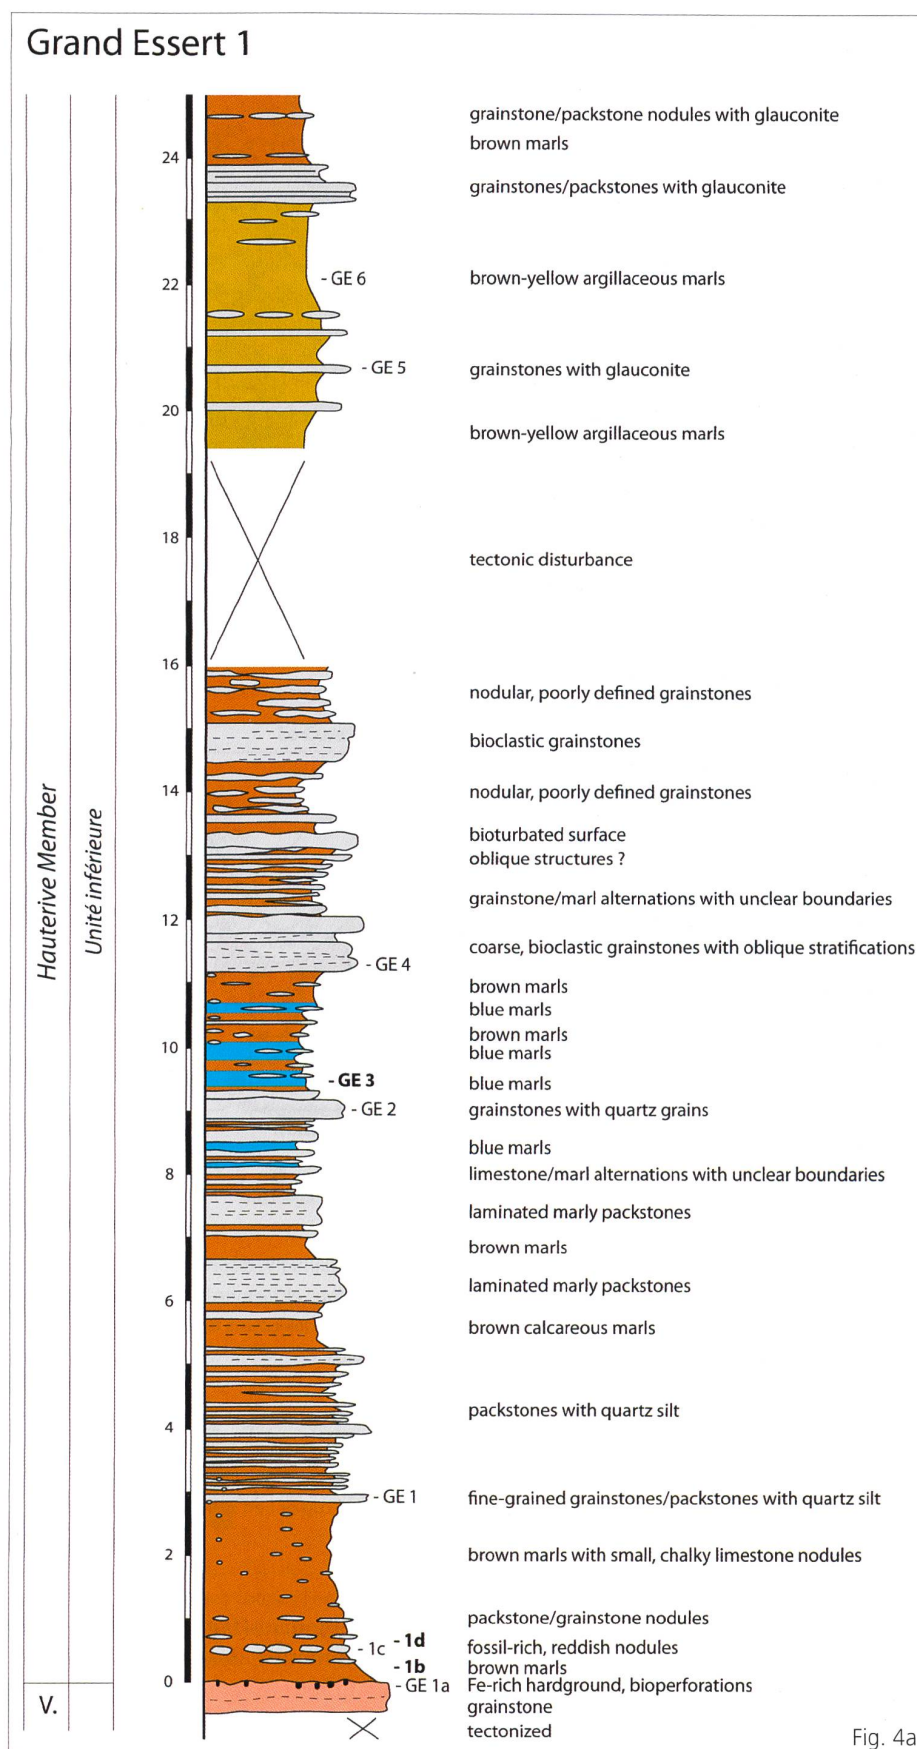 Grand Essert 1
grainstone/packstone nodules with glauconite
24
brown marls
grainstones/packstones with glauconite
22
- GE 6
brown-yellow argillaceous marls
- GE 5
grainstones with glauconite
20
brown-yellow argillaceous marls
18
tectonic disturbance
16
nodular, poorly defined grainstones
bioclastic grainstones
14
nodular, poorly defined grainstones
bioturbated surface
oblique structures ?
grainstone/marl alternations with unclear boundaries
12
coarse, bioclastic grainstones with oblique stratifications
- GE 4
brown marls
blue marls
brown marls
10
blue marls
- GE 3
blue marls
- GE 2
grainstones with quartz grains
blue marls
8
limestone/marl alternations with unclear boundaries
laminated marly packstones
brown marls
laminated marly packstones
6
brown calcareous marls
packstones with quartz silt
4
- GE 1
fine-grained grainstones/packstones with quartz silt
2
brown marls with small, chalky limestone nodules
packstone/grainstone nodules
- 1d
- 1c
fossil-rich, reddish nodules
- 1b
brown marls
0
- GE 1a
Fe-rich hardground, bioperforations
grainstone
tectonized
Hauterive Member
Unité inférieure
V.
Fig. 4a